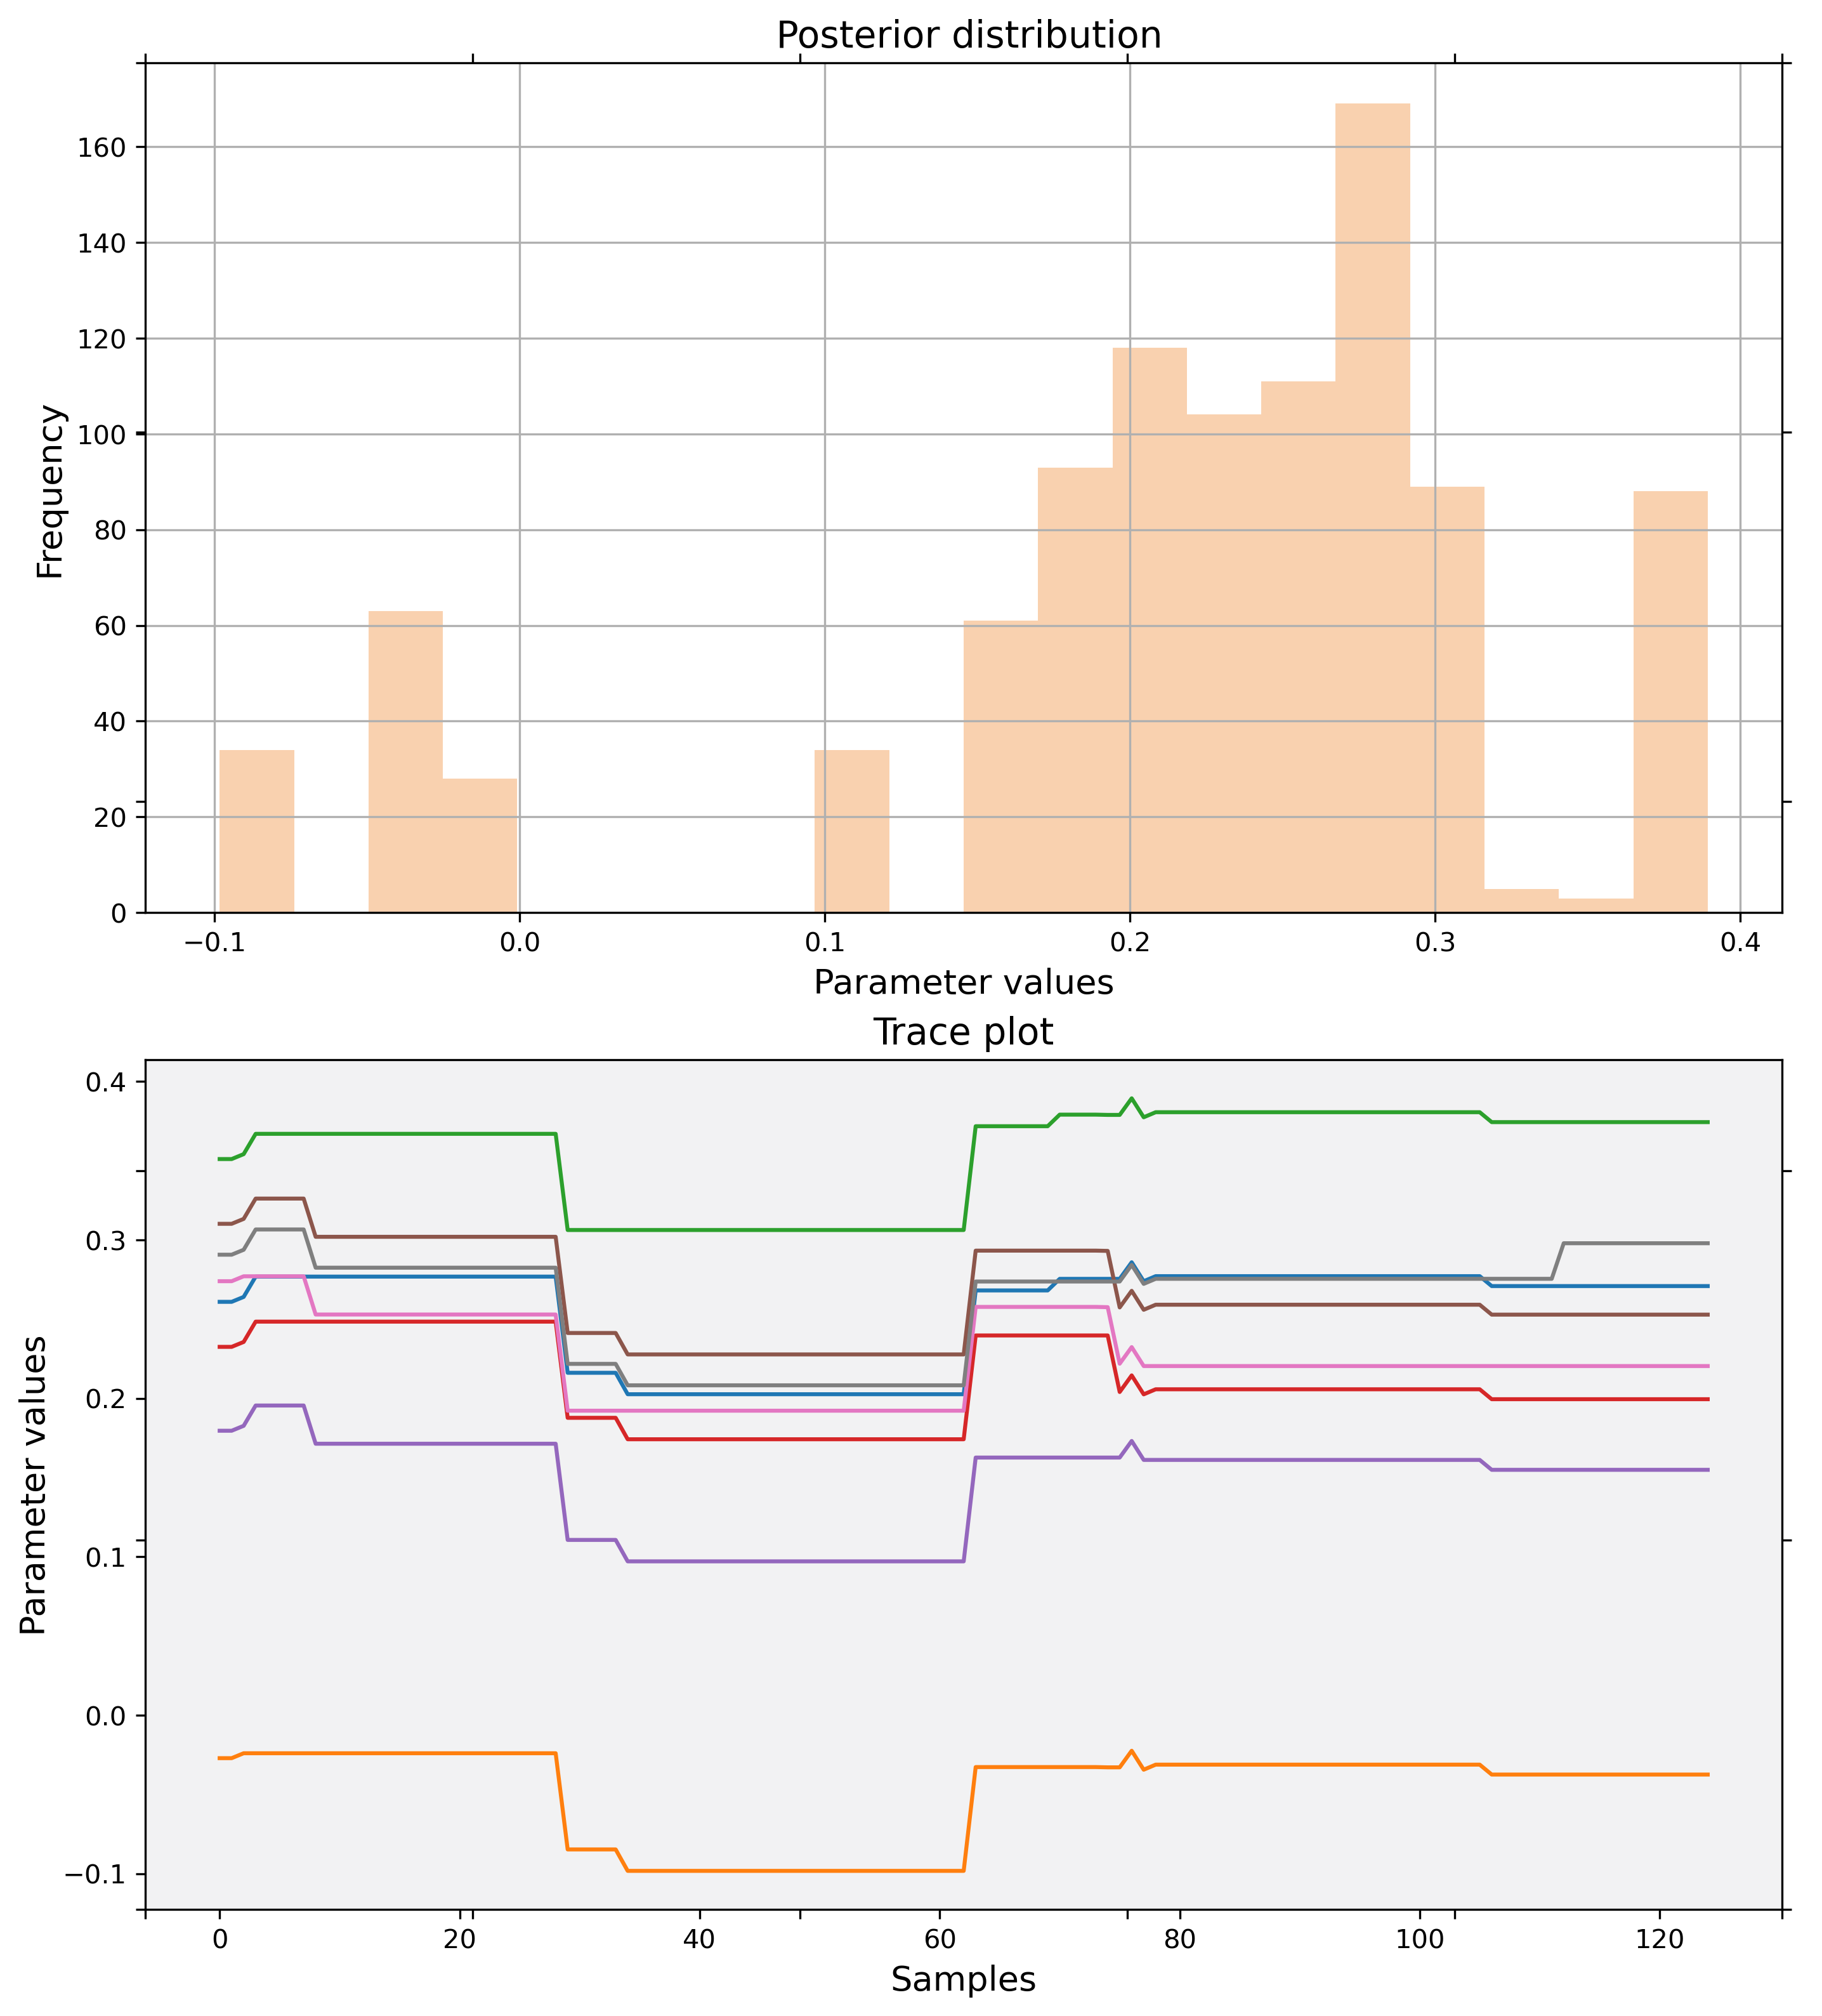 Posterior distribution
Frequency
160
140
120
100
80
60
40
20
0
−0.1 0.0 0.1 0.2 0.3 0.4
Parameter values
Trace plot
Parameter values
0.4
0.3
0.2
0.1
0.0
−0.1
0 20 40 60 80 100 120
Samples